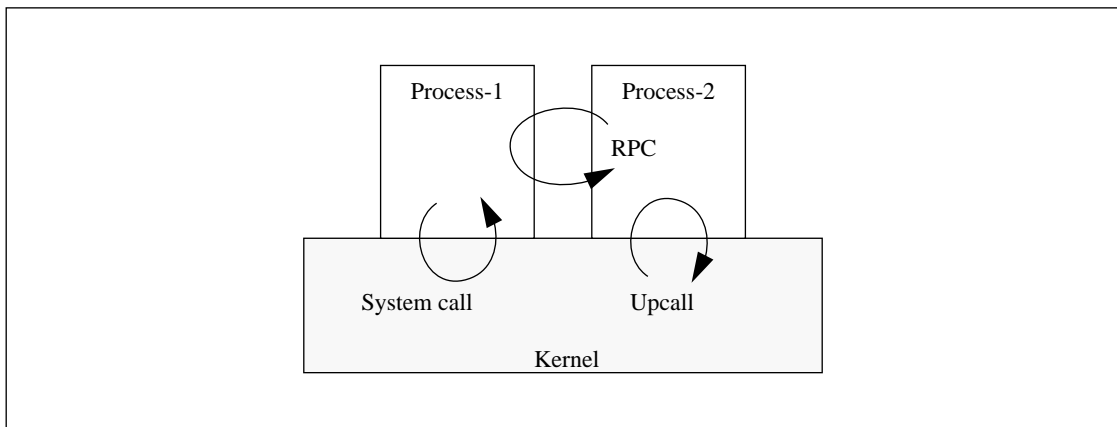 Process-1
Process-2
RPC
System call
Upcall
Kernel